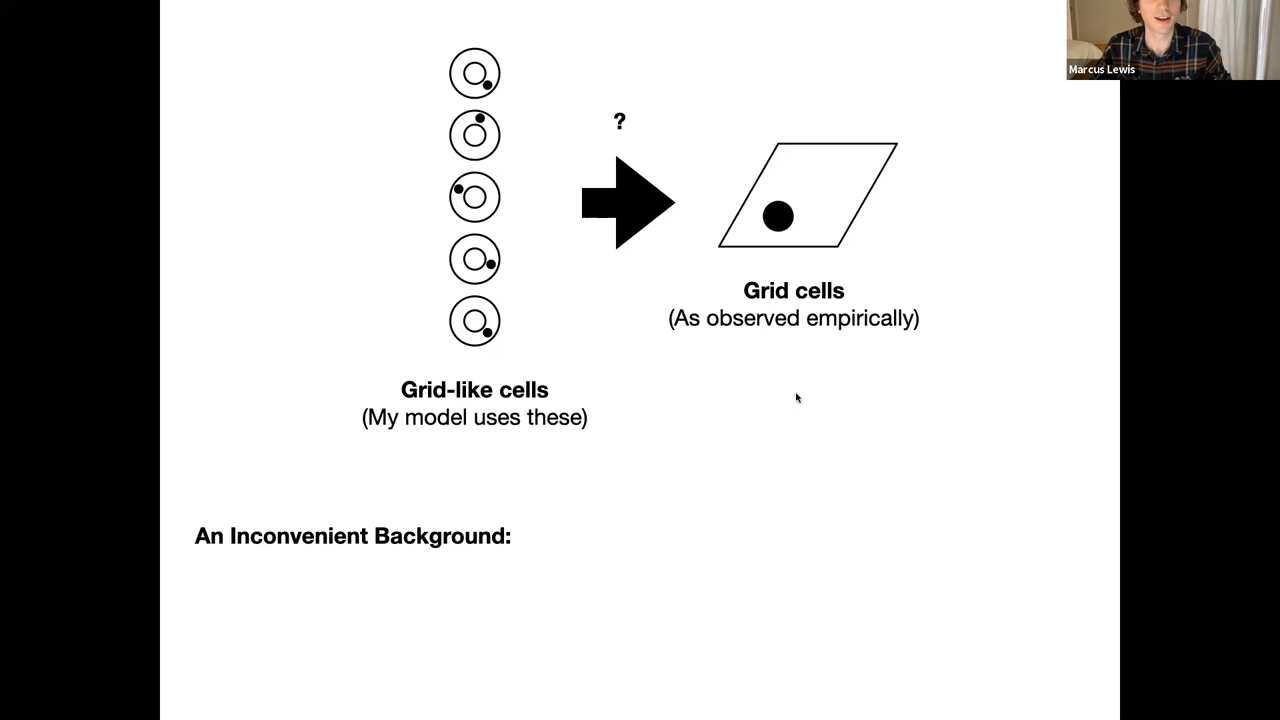 Marcus Lewis
?
Grid cells
(As observed empirically)
Grid-like cells
(My model uses these)
An Inconvenient Background: